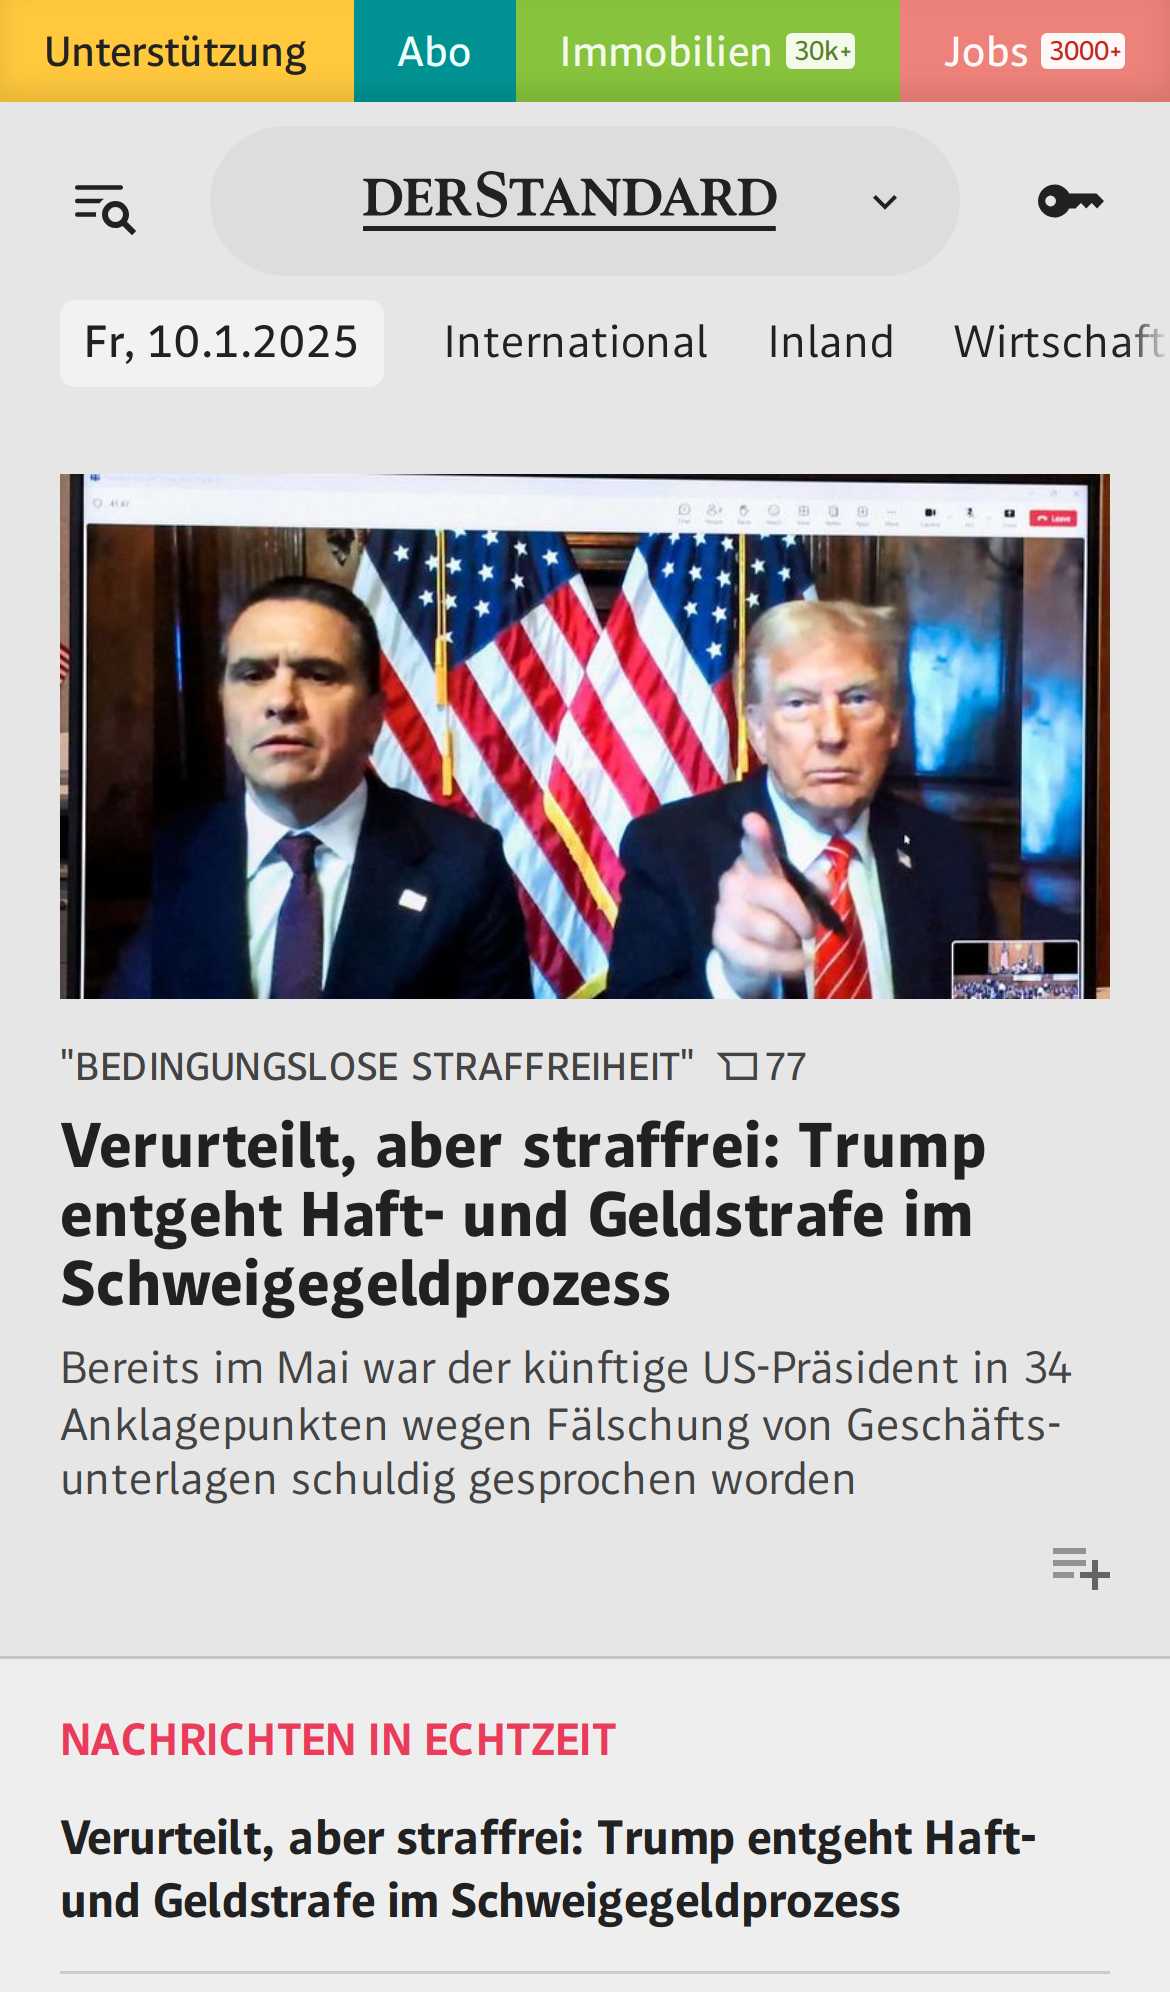 Unterstützung Abo Immobilien 30k+ Jobs 3000+
DERSTANDARD
Fr, 10.1.2025 International Inland Wirtschaft
Leave
"BEDINGUNGSLOSE STRAFFREIHEIT" 77
Verurteilt, aber straffrei: Trump
entgeht Haft- und Geldstrafe im
Schweigegeldprozess
Bereits im Mai war der künftige US-Präsident in 34
Anklagepunkten wegen Fälschung von Geschäfts-
unterlagen schuldig gesprochen worden
NACHRICHTEN IN ECHTZEIT
Verurteilt, aber straffrei: Trump entgeht Haft-
und Geldstrafe im Schweigegeldprozess